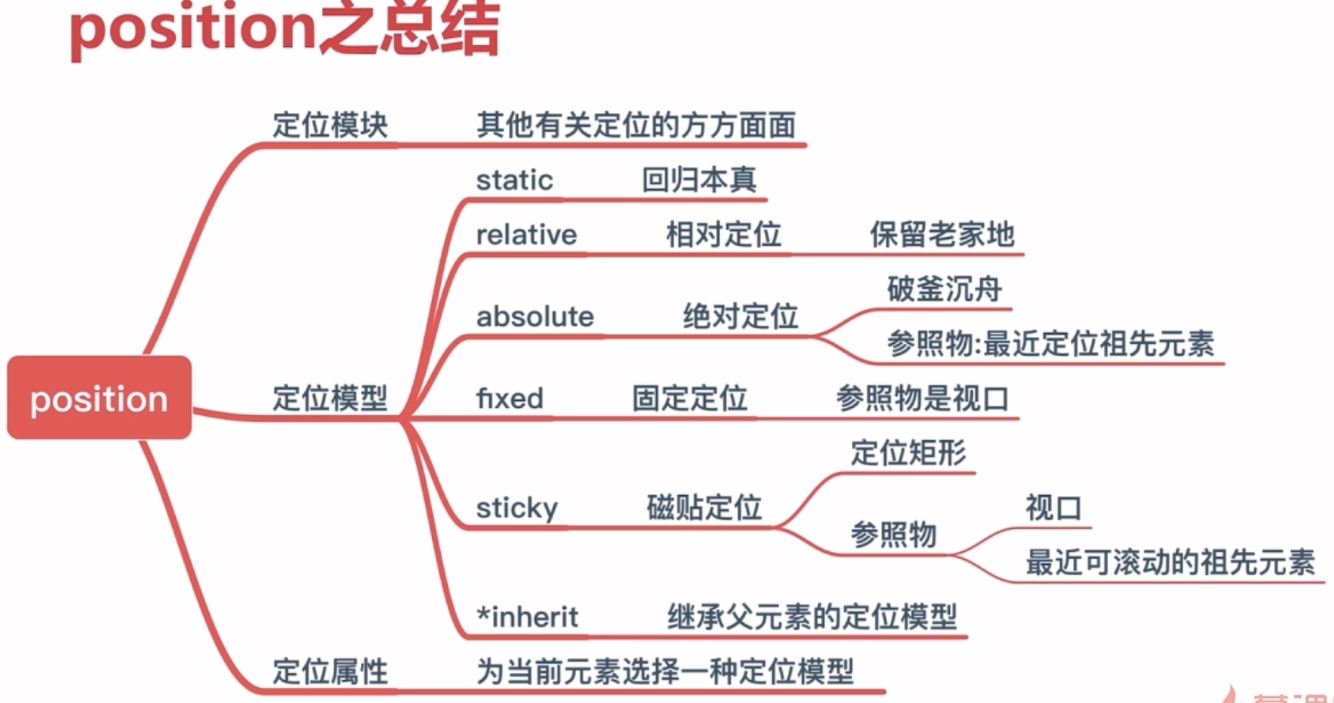 position之总结
定位模块 其他有关定位的方方面面
static 回归本真
relative 相对定位 保留老家地
破釜沉舟
absolute 绝对定位
参照物:最近定位祖先元素
position 定位模型 fixed 固定定位 参照物是视口
定位矩形
sticky 磁贴定位 视口
参照物
最近可滚动的祖先元素
*inherit 继承父元素的定位模型
定位属性 为当前元素选择一种定位模型